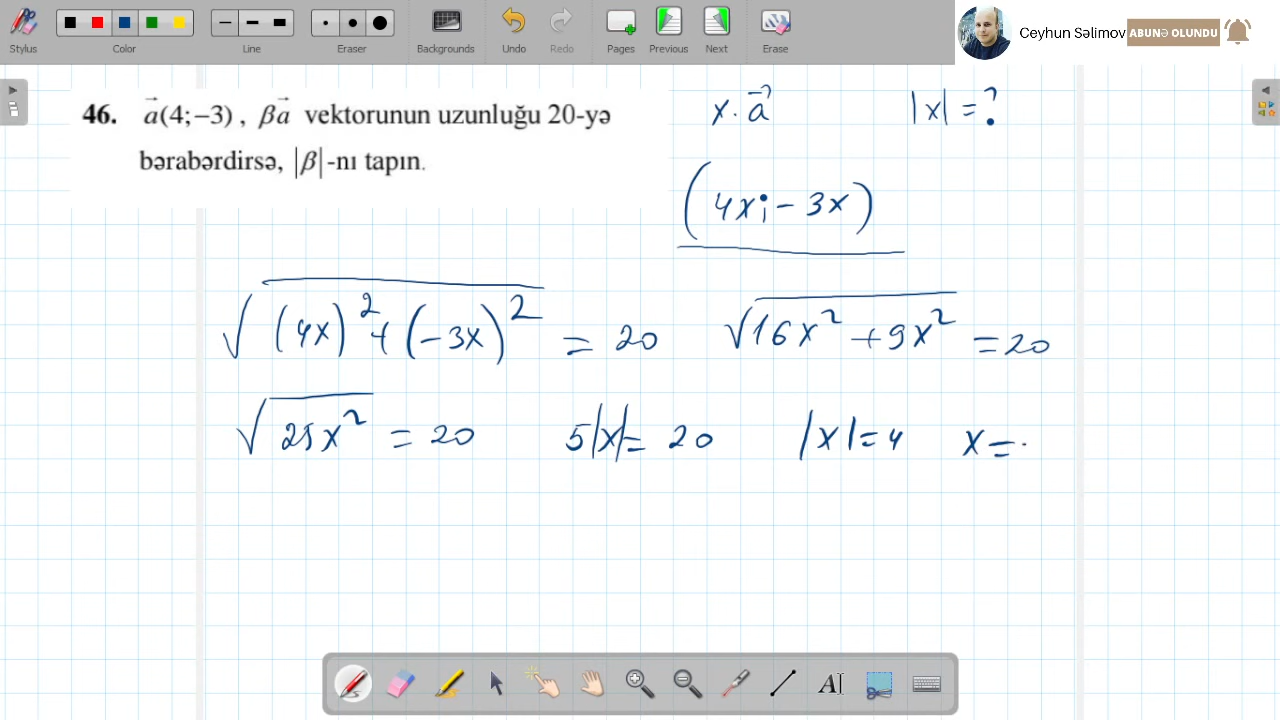 Stylus
Color
Line
Eraser
Backgrounds
Undo
Redo
Pages
Previous
Next
Erase
Ceyhun Səlimov
ABUNƏ OLUNDU
46. a⃗(4;−3), βa⃗ vektorunun uzunluğu 20-yə
bərabərdirsə, |β|-nı tapın.
x · a⃗ |x| = ?
(4x; −3x)
√((4x)² + (−3x)²) = 20 √(16x² + 9x²) = 20
√(25x²) = 20 5|x| = 20 |x| = 4 x =
AI